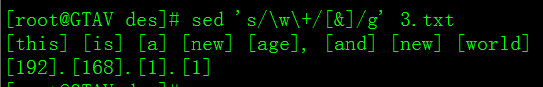 [root@GTAV des]# sed 's/\w\+/[&]/g' 3.txt
[this] [is] [a] [new] [age], [and] [new] [world]
[192].[168].[1].[1]